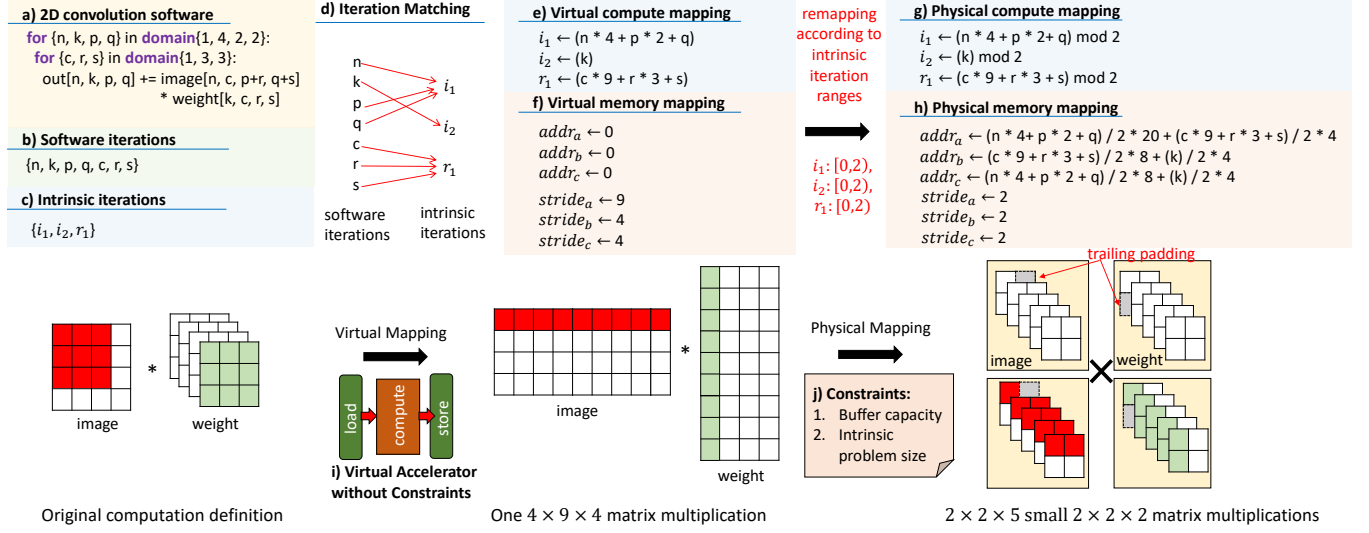 a) 2D convolution software
for {n, k, p, q} in domain{1, 4, 2, 2}:
for {c, r, s} in domain{1, 3, 3}:
out[n, k, p, q] += image[n, c, p+r, q+s]
* weight[k, c, r, s]
b) Software iterations
{n, k, p, q, c, r, s}
c) Intrinsic iterations
{i₁, i₂, r₁}
d) Iteration Matching
n
k
p
q
c
r
s
i₁
i₂
r₁
software
iterations
intrinsic
iterations
e) Virtual compute mapping
i₁ ← (n * 4 + p * 2 + q)
i₂ ← (k)
r₁ ← (c * 9 + r * 3 + s)
f) Virtual memory mapping
addrₐ ← 0
addr_b ← 0
addr_c ← 0
strideₐ ← 9
stride_b ← 4
stride_c ← 4
remapping
according to
intrinsic
iteration
ranges
i₁: [0,2),
i₂: [0,2),
r₁: [0,2)
g) Physical compute mapping
i₁ ← (n * 4 + p * 2+ q) mod 2
i₂ ← (k) mod 2
r₁ ← (c * 9 + r * 3 + s) mod 2
h) Physical memory mapping
addrₐ ← (n * 4+ p * 2 + q) / 2 * 20 + (c * 9 + r * 3 + s) / 2 * 4
addr_b ← (c * 9 + r * 3 + s) / 2 * 8 + (k) / 2 * 4
addr_c ← (n * 4 + p * 2 + q) / 2 * 8 + (k) / 2 * 4
strideₐ ← 2
stride_b ← 2
stride_c ← 2
*
image
weight
Original computation definition
Virtual Mapping
load
compute
store
i) Virtual Accelerator
without Constraints
image
*
weight
One 4 × 9 × 4 matrix multiplication
Physical Mapping
j) Constraints:
1. Buffer capacity
2. Intrinsic
problem size
trailing padding
image
weight
×
2 × 2 × 5 small 2 × 2 × 2 matrix multiplications